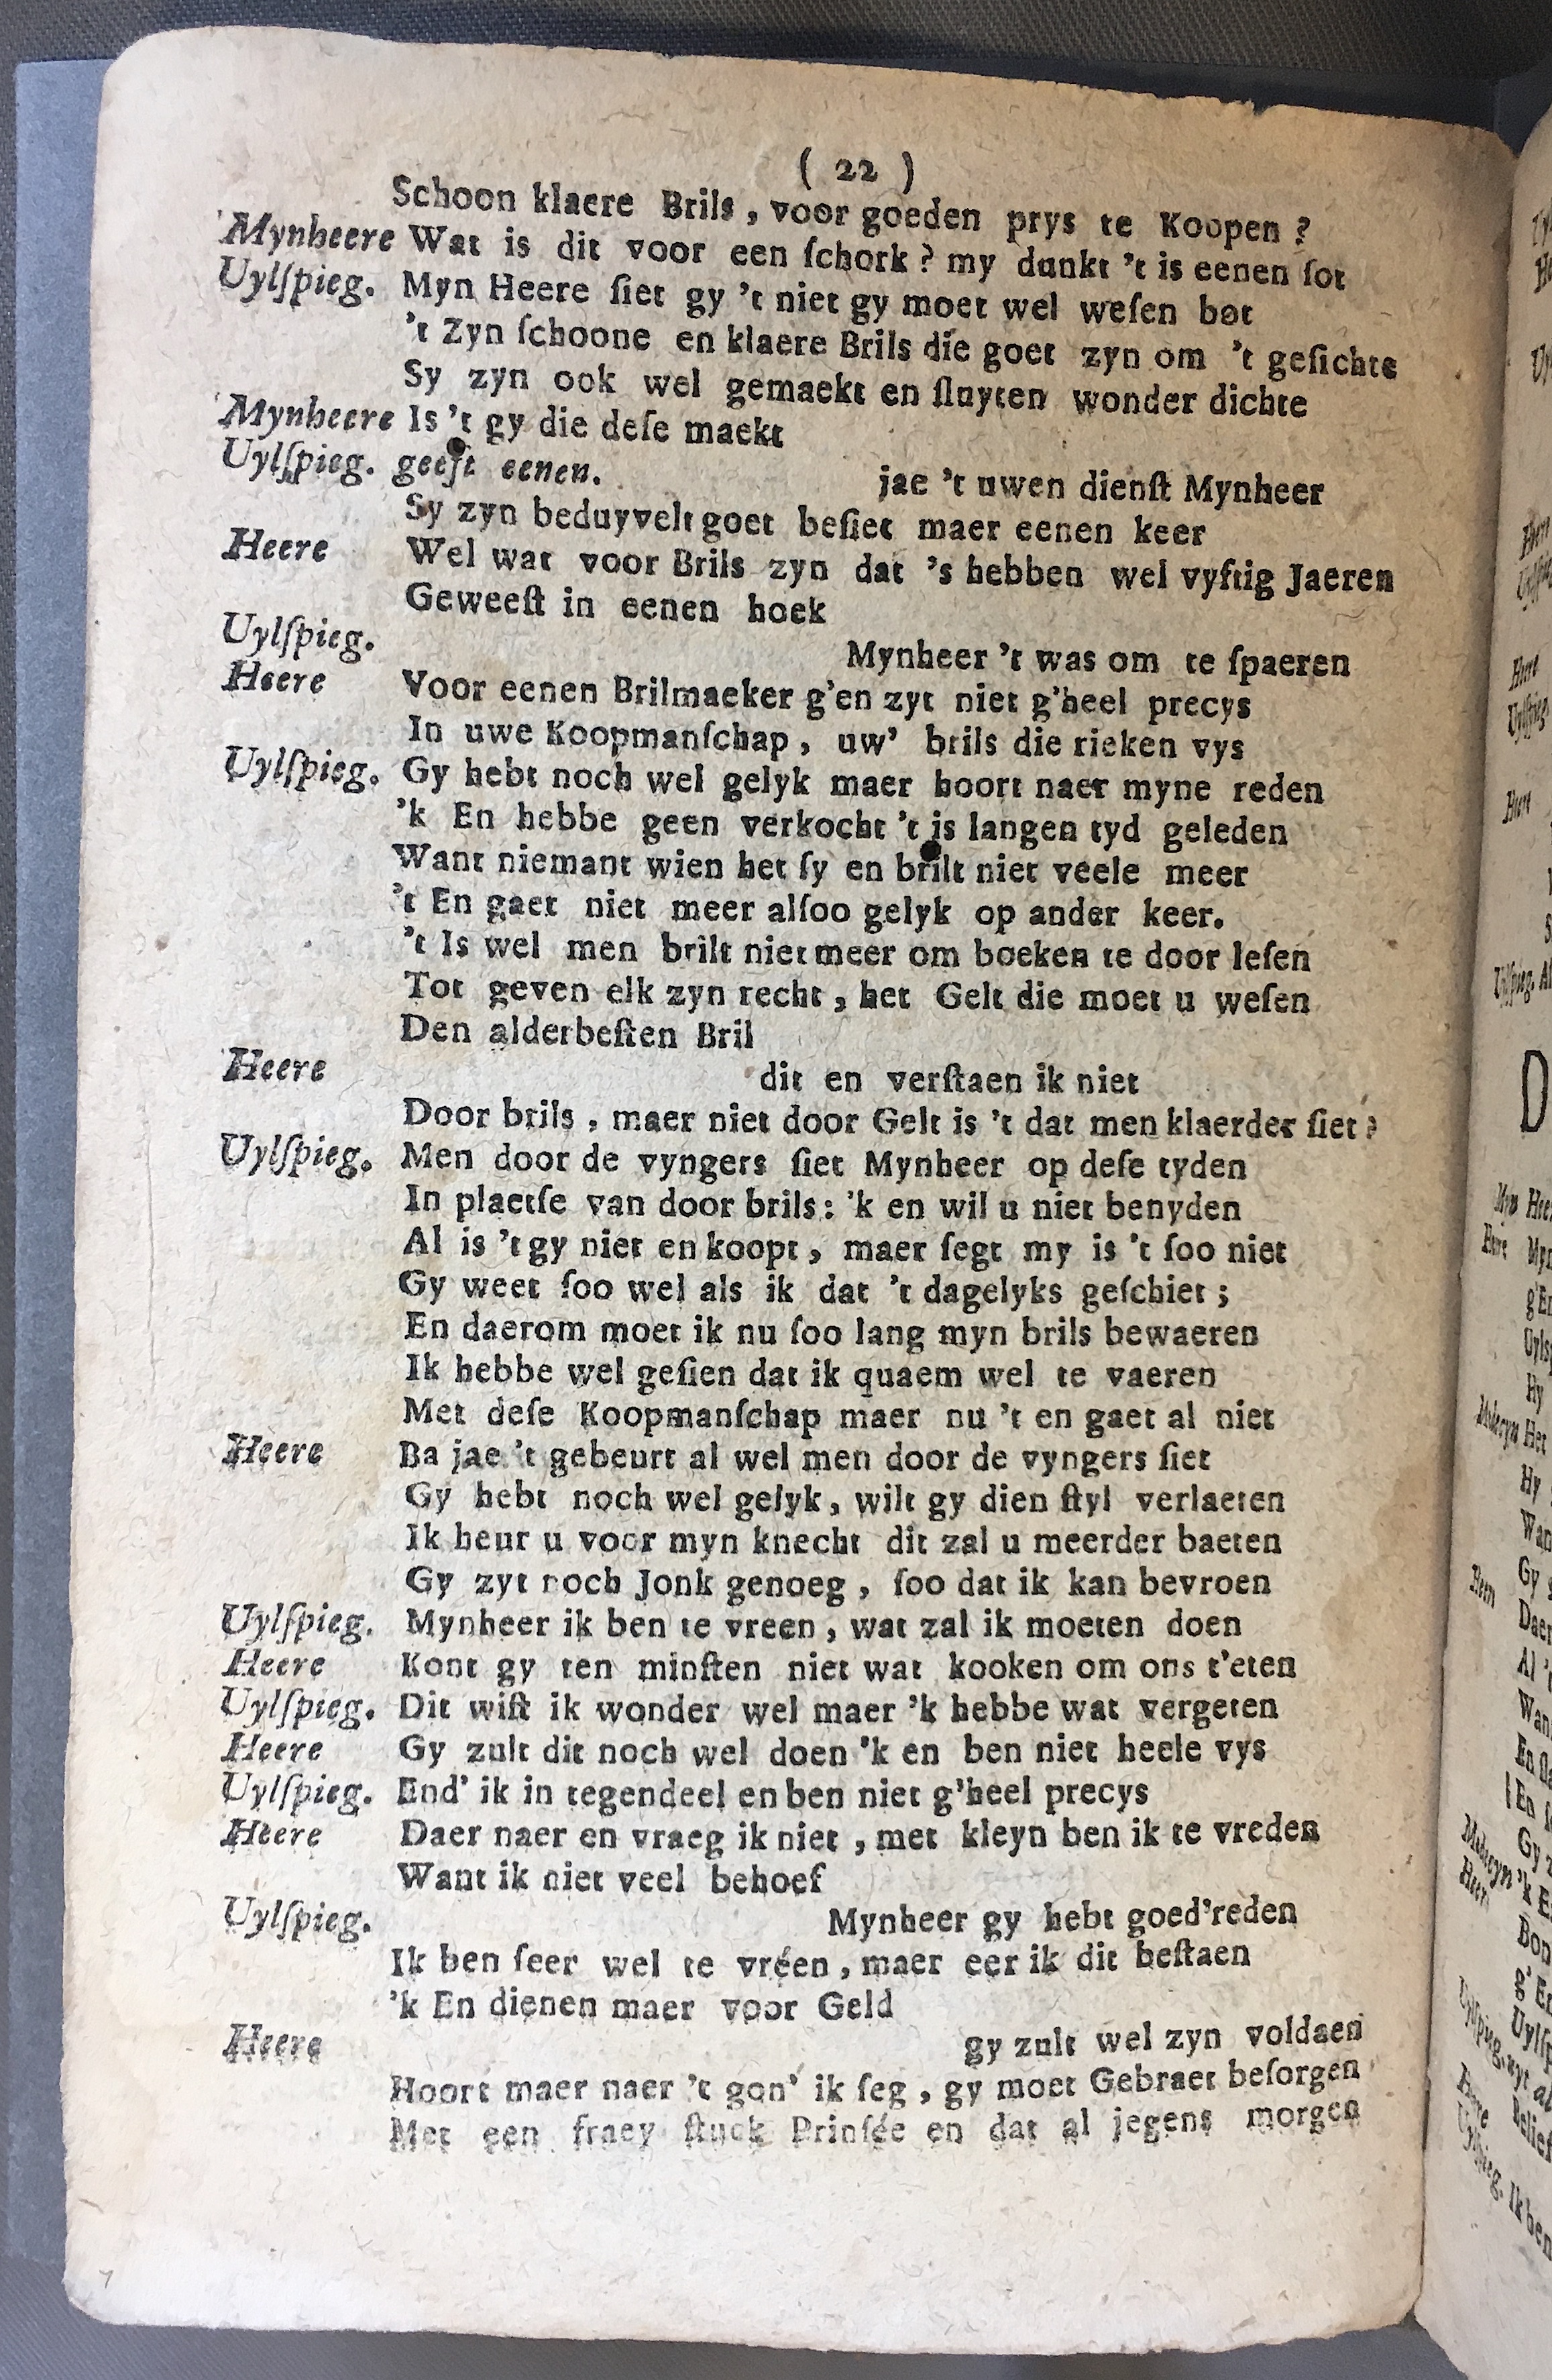 ( 22 )
Schoon klaere Brils, voor goeden prys te Koopen ?
Mynheere Wat is dit voor een ſchork ? my dunkt 't is eenen ſot
Uylſpieg. Myn Heere ſiet gy 't niet gy moet wel weſen bot
't Zyn ſchoone en klaere Brils die goet zyn om 't geſichte
Sy zyn ook wel gemaekt en ſluyten wonder dichte
Mynheere Is 't gy die deſe maekt
Uylſpieg. geeft eenen. jae 't uwen dienſt Mynheer
Sy zyn beduyvelt goet beſiet maer eenen keer
Heere Wel wat voor Brils zyn dat 's hebben wel vyftig Jaeren
Geweeſt in eenen hoek
Uylſpieg. Mynheer 't was om te ſpaeren
Heere Voor eenen Brilmaeker g'en zyt niet g'heel precys
In uwe Koopmanſchap, uw' brils die rieken vys
Uylſpieg. Gy hebt noch wel gelyk maer hoort naer myne reden
'k En hebbe geen verkocht 't is langen tyd geleden
Want niemant wien het ſy en brilt niet veele meer
't En gaet niet meer alſoo gelyk op ander keer.
't Is wel men brilt niet meer om boeken te door leſen
Tot geven elk zyn recht, het Gelt die moet u weſen
Den alderbeſten Bril
Heere dit en verſtaen ik niet
Door brils, maer niet door Gelt is 't dat men klaerder ſiet ?
Uylſpieg. Men door de vyngers ſiet Mynheer op deſe tyden
In plaetſe van door brils: 'k en wil u niet benyden
Al is 't gy niet en koopt, maer ſegt my is 't ſoo niet
Gy weet ſoo wel als ik dat 't dagelyks geſchiet ;
En daerom moet ik nu ſoo lang myn brils bewaeren
Ik hebbe wel geſien dat ik quaem wel te vaeren
Met deſe Koopmanſchap maer nu 't en gaet al niet
Heere Ba jae 't gebeurt al wel men door de vyngers ſiet
Gy hebt noch wel gelyk, wilt gy dien ſtyl verlaeten
Ik heur u voor myn knecht dit zal u meerder baeten
Gy zyt noch Jonk genoeg, ſoo dat ik kan bevroen
Uylſpieg. Mynheer ik ben te vreen, wat zal ik moeten doen
Heere Kont gy ten minſten niet wat kooken om ons t'eten
Uylſpieg. Dit wiſt ik wonder wel maer 'k hebbe wat vergeten
Heere Gy zult dit noch wel doen 'k en ben niet heele vys
Uylſpieg. End' ik in tegendeel en ben niet g'heel precys
Heere Daer naer en vraeg ik niet, met kleyn ben ik te vreden
Want ik niet veel behoef
Uylſpieg. Mynheer gy hebt goed'reden
Ik ben ſeer wel te vréen, maer eer ik dit beſtaen
'k En dienen maer voor Geld
Heere gy zult wel zyn voldaen
Hoort maer naer 't gon' ik ſeg, gy moet Gebraet beſorgen
Met een fraey ſtuck Prinſée en dat al jegens morgen